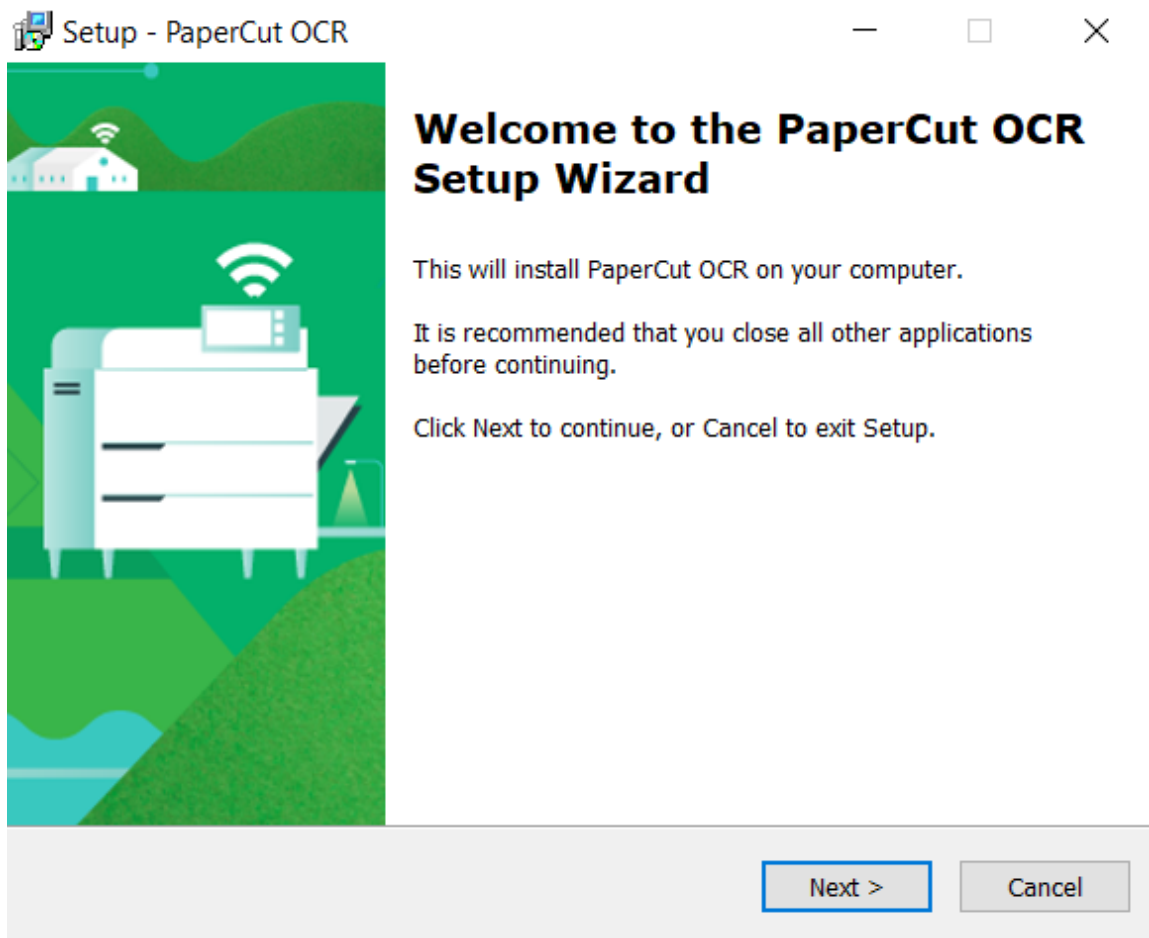 Setup - PaperCut OCR
Welcome to the PaperCut OCR
Setup Wizard
This will install PaperCut OCR on your computer.
It is recommended that you close all other applications
before continuing.
Click Next to continue, or Cancel to exit Setup.
Next >
Cancel